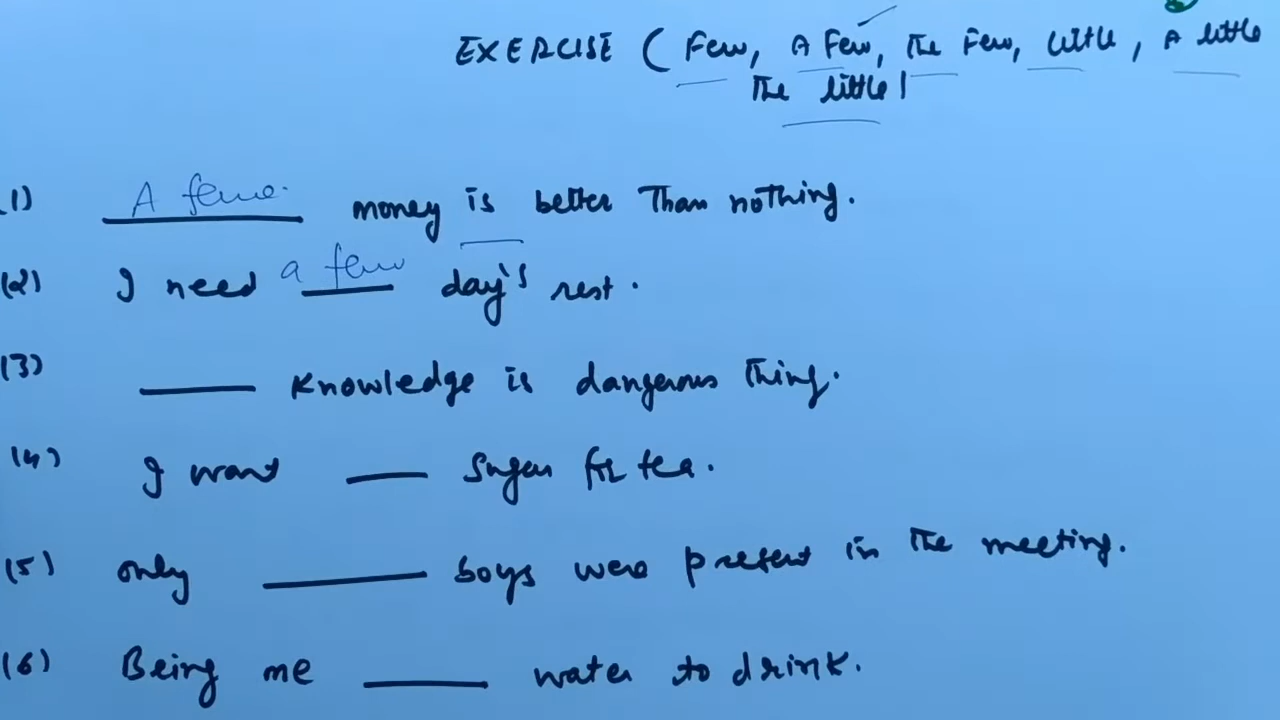 EXERCISE (Few, A Few, The Few, little, A little
The little)
(1) A few money is better Than nothing.
(2) I need a few day's rest.
(3) ____ Knowledge is dangerous Thing.
(4) I want ____ Sugar for tea.
(5) only ____ boys were present in The meeting.
(6) Being me ____ water to drink.